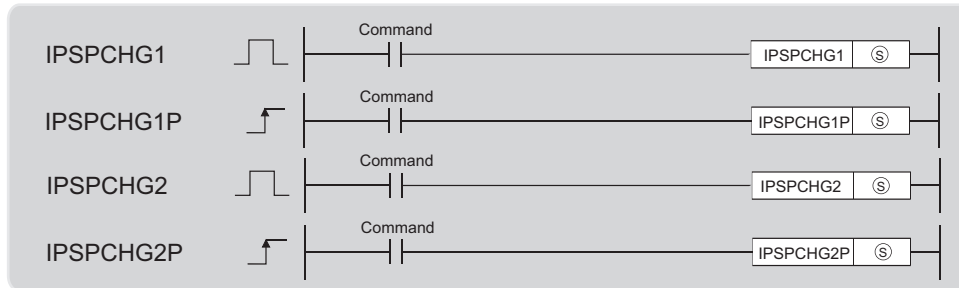 Command
IPSPCHG1 IPSPCHG1 Ⓢ
Command
IPSPCHG1P IPSPCHG1P Ⓢ
Command
IPSPCHG2 IPSPCHG2 Ⓢ
Command
IPSPCHG2P IPSPCHG2P Ⓢ